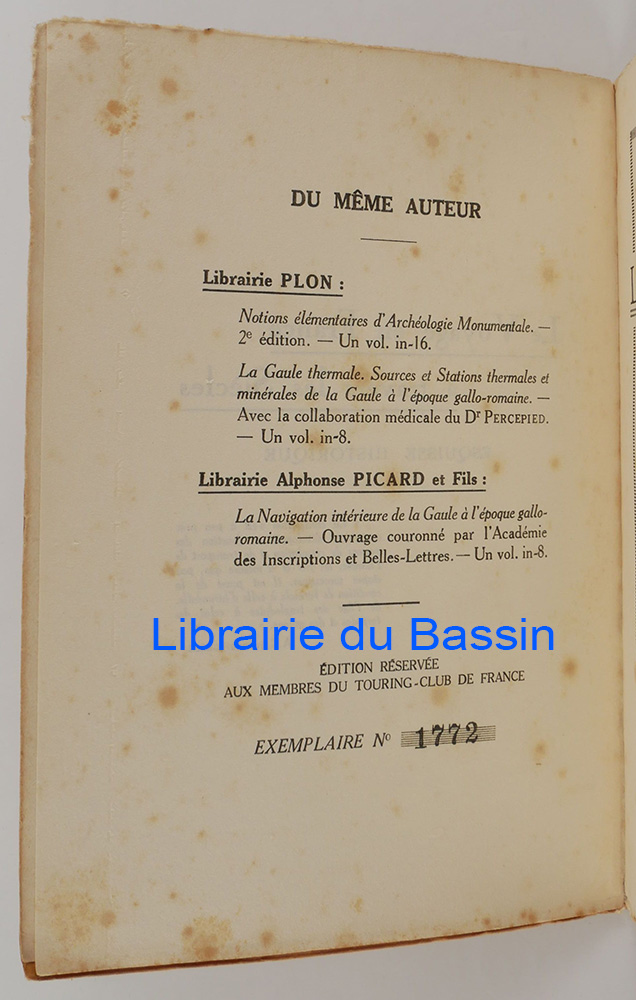 DU MÊME AUTEUR
Librairie PLON :
Notions élémentaires d'Archéologie Monumentale. —
2e édition. — Un vol. in-16.
La Gaule thermale. Sources et Stations thermales et
minérales de la Gaule à l'époque gallo-romaine. —
Avec la collaboration médicale du Dr PERCEPIED.
— Un vol. in-8.
Librairie Alphonse PICARD et Fils :
La Navigation intérieure de la Gaule à l'époque gallo-
romaine. — Ouvrage couronné par l'Académie
des Inscriptions et Belles-Lettres. — Un vol. in-8.
Librairie du Bassin
ÉDITION RÉSERVÉE
AUX MEMBRES DU TOURING-CLUB DE FRANCE
EXEMPLAIRE No 1772